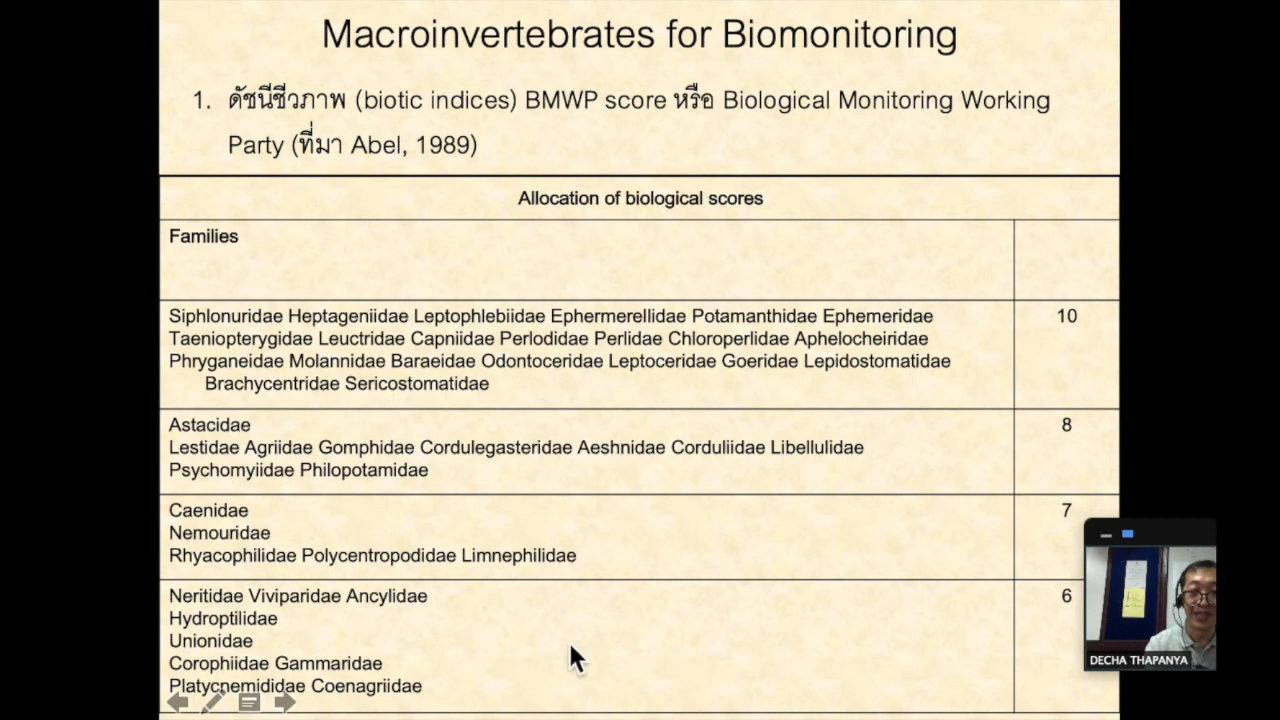 Macroinvertebrates for Biomonitoring
1. ดัชนีชีวภาพ (biotic indices) BMWP score หรือ Biological Monitoring Working
Party (ที่มา Abel, 1989)
Allocation of biological scores
Families
Siphlonuridae Heptageniidae Leptophlebiidae Ephermerellidae Potamanthidae Ephemeridae 10
Taeniopterygidae Leuctridae Capniidae Perlodidae Perlidae Chloroperlidae Aphelocheiridae
Phryganeidae Molannidae Baraeidae Odontoceridae Leptoceridae Goeridae Lepidostomatidae
Brachycentridae Sericostomatidae
Astacidae 8
Lestidae Agriidae Gomphidae Cordulegasteridae Aeshnidae Corduliidae Libellulidae
Psychomyiidae Philopotamidae
Caenidae 7
Nemouridae
Rhyacophilidae Polycentropodidae Limnephilidae
Neritidae Viviparidae Ancylidae 6
Hydroptilidae
Unionidae
Corophiidae Gammaridae
Platycnemididae Coenagriidae
DECHA THAPANYA